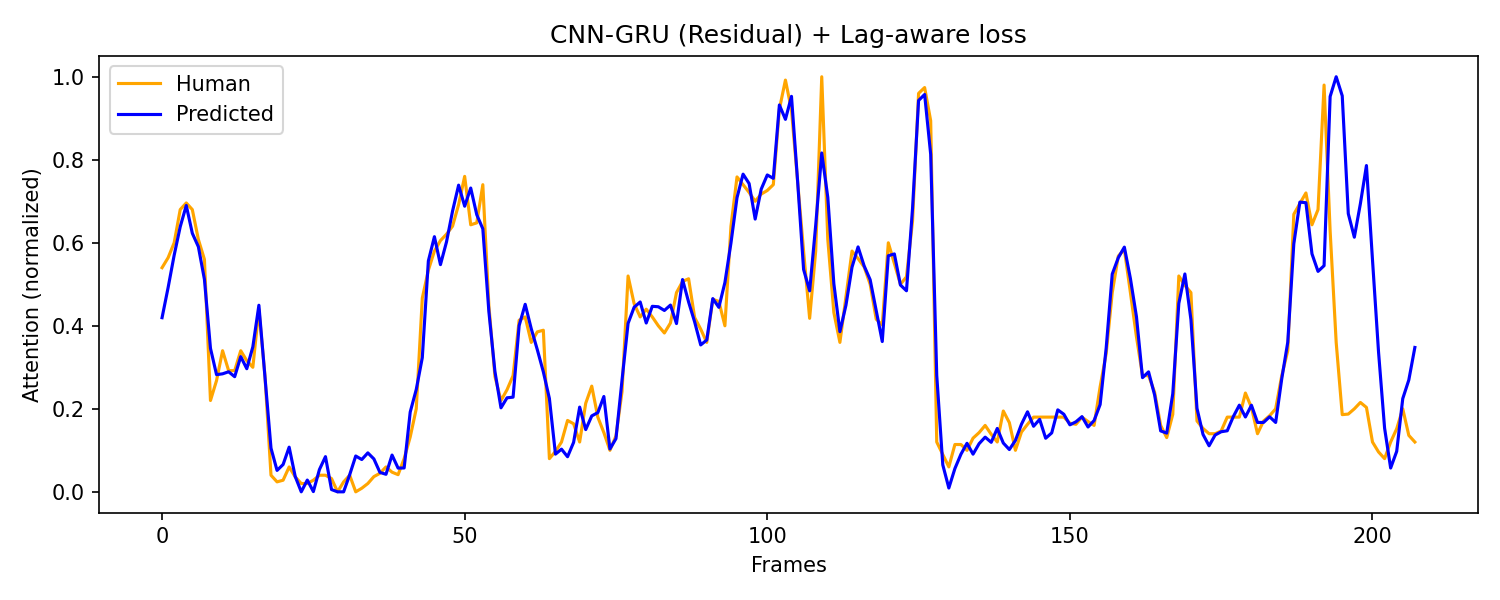 CNN-GRU (Residual) + Lag-aware loss
Human
Predicted
Attention (normalized)
1.0
0.8
0.6
0.4
0.2
0.0
0 50 100 150 200
Frames